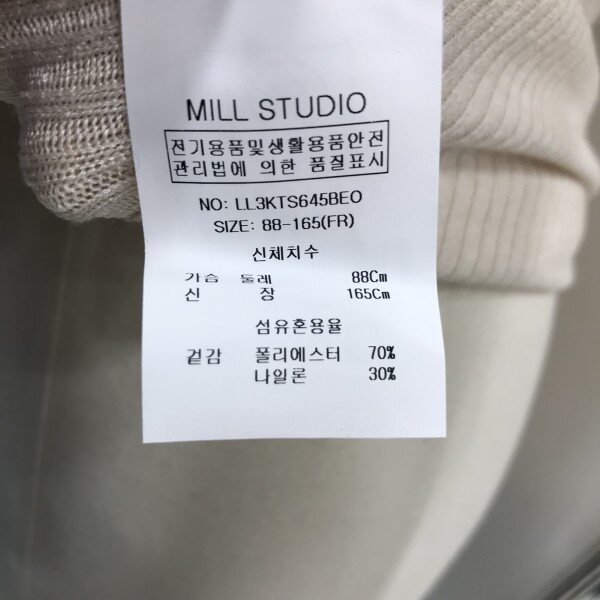 MILL STUDIO
전기용품및생활용품안전
관리법에 의한 품질표시
NO: LL3KTS645BEO
SIZE: 88-165(FR)
신체치수
가슴 둘레 88Cm
신 장 165Cm
섬유혼용율
겉감 폴리에스터 70%
나일론 30%